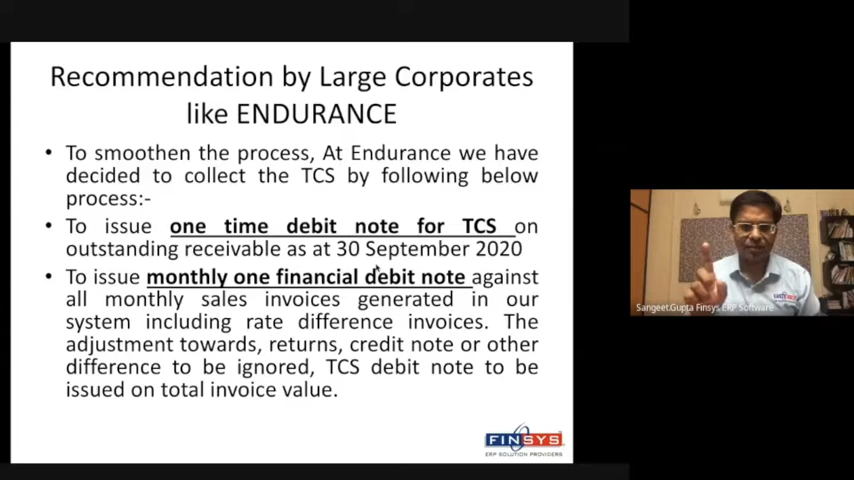 Recommendation by Large Corporates
like ENDURANCE
• To smoothen the process, At Endurance we have
decided to collect the TCS by following below
process:-
• To issue one time debit note for TCS on
outstanding receivable as at 30 September 2020
• To issue monthly one financial debit note against
all monthly sales invoices generated in our
system including rate difference invoices. The
adjustment towards, returns, credit note or other
difference to be ignored, TCS debit note to be
issued on total invoice value.
FINSYS
ERP SOLUTION PROVIDERS
Sangeet.Gupta Finsys ERP Software